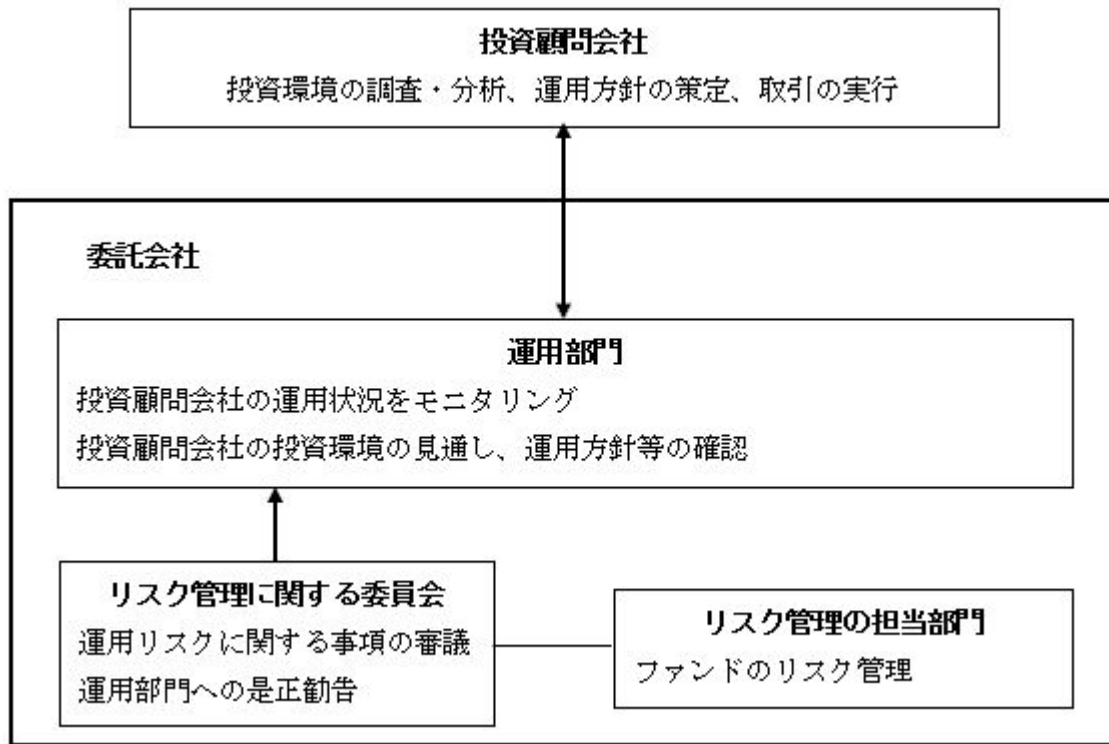 投資顧問会社
投資環境の調査・分析、運用方針の策定、取引の実行
委託会社
運用部門
投資顧問会社の運用状況をモニタリング
投資顧問会社の投資環境の見通し、運用方針等の確認
リスク管理に関する委員会
運用リスクに関する事項の審議
運用部門への是正勧告
リスク管理の担当部門
ファンドのリスク管理